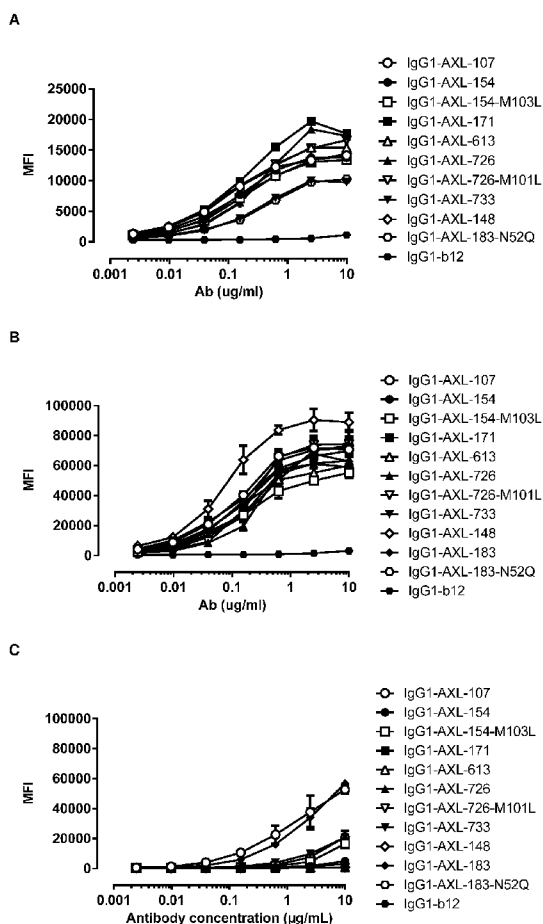 A
IgG1-AXL-107
IgG1-AXL-154
IgG1-AXL-154-M103L
IgG1-AXL-171
IgG1-AXL-613
IgG1-AXL-726
IgG1-AXL-726-M101L
IgG1-AXL-733
IgG1-AXL-148
IgG1-AXL-183-N52Q
IgG1-b12
25000
20000
15000
10000
5000
0
MFI
0.001 0.01 0.1 1 10
Ab (ug/ml)
B
IgG1-AXL-107
IgG1-AXL-154
IgG1-AXL-154-M103L
IgG1-AXL-171
IgG1-AXL-613
IgG1-AXL-726
IgG1-AXL-726-M101L
IgG1-AXL-733
IgG1-AXL-148
IgG1-AXL-183
IgG1-AXL-183-N52Q
IgG1-b12
100000
80000
60000
40000
20000
0
MFI
0.001 0.01 0.1 1 10
Ab (ug/ml)
C
IgG1-AXL-107
IgG1-AXL-154
IgG1-AXL-154-M103L
IgG1-AXL-171
IgG1-AXL-613
IgG1-AXL-726
IgG1-AXL-726-M101L
IgG1-AXL-733
IgG1-AXL-148
IgG1-AXL-183
IgG1-AXL-183-N52Q
IgG1-b12
100000
80000
60000
40000
20000
0
MFI
0.001 0.01 0.1 1 10
Antibody concentration (µg/mL)